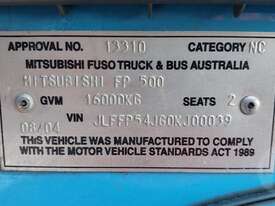 APPROVAL NO. 13310 CATEGORY NC
MITSUBISHI FUSO TRUCK & BUS AUSTRALIA
MITSUBISHI FP 500
GVM 16000KG SEATS 2
VIN JLFFP54JG0KJ00039
08/04
THIS VEHICLE WAS MANUFACTURED TO COMPLY
WITH THE MOTOR VEHICLE STANDARDS ACT 1989